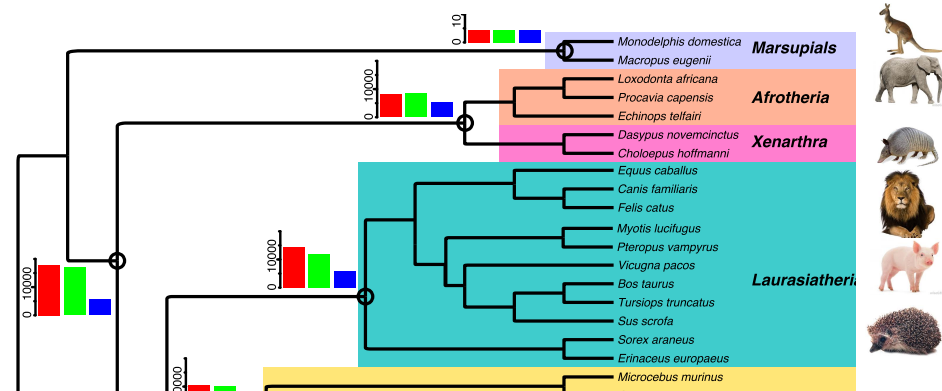 0 10
Monodelphis domestica
Macropus eugenii
Marsupials
0 10000
Loxodonta africana
Procavia capensis
Echinops telfairi
Afrotheria
Dasypus novemcinctus
Choloepus hoffmanni
Xenarthra
Equus caballus
Canis familiaris
Felis catus
Myotis lucifugus
Pteropus vampyrus
Vicugna pacos
Bos taurus
Tursiops truncatus
Sus scrofa
Sorex araneus
Erinaceus europaeus
Laurasiatheria
0 10000
0 10000
Microcebus murinus